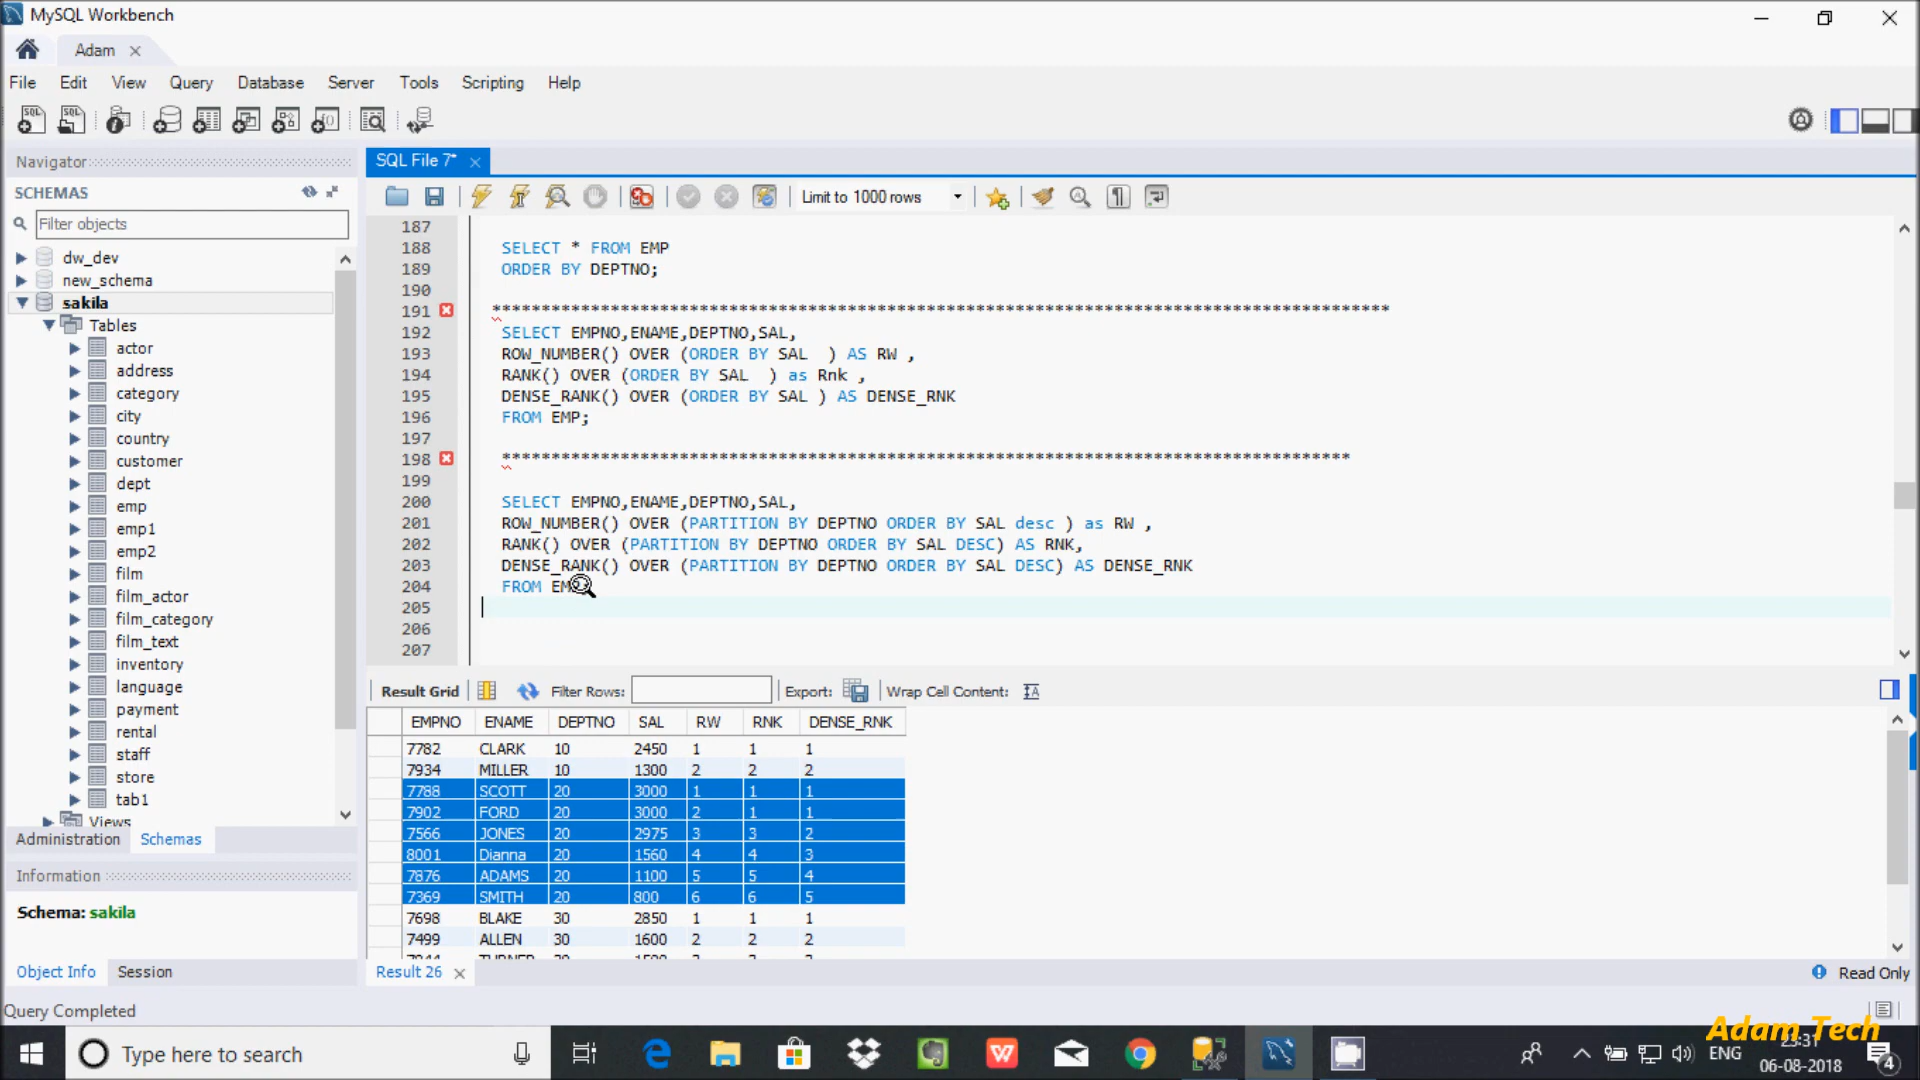 MySQL Workbench
Adam
File Edit View Query Database Server Tools Scripting Help
Navigator
SCHEMAS
Filter objects
dw_dev
new_schema
sakila
Tables
actor
address
category
city
country
customer
dept
emp
emp1
emp2
film
film_actor
film_category
film_text
inventory
language
payment
rental
staff
store
tab1
Views
Administration Schemas
Information
Schema: sakila
Object Info Session
SQL File 7*
Limit to 1000 rows
187
188 SELECT * FROM EMP
189 ORDER BY DEPTNO;
190
191 *******************************************************************************************
192 SELECT EMPNO,ENAME,DEPTNO,SAL,
193 ROW_NUMBER() OVER (ORDER BY SAL  ) AS RW ,
194 RANK() OVER (ORDER BY SAL  ) as Rnk ,
195 DENSE_RANK() OVER (ORDER BY SAL ) AS DENSE_RNK
196 FROM EMP;
197
198 **************************************************************************************
199
200 SELECT EMPNO,ENAME,DEPTNO,SAL,
201 ROW_NUMBER() OVER (PARTITION BY DEPTNO ORDER BY SAL desc ) as RW ,
202 RANK() OVER (PARTITION BY DEPTNO ORDER BY SAL DESC) AS RNK,
203 DENSE_RANK() OVER (PARTITION BY DEPTNO ORDER BY SAL DESC) AS DENSE_RNK
204 FROM
205
206
207
Result Grid Filter Rows: Export: Wrap Cell Content:
EMPNO ENAME DEPTNO SAL RW RNK DENSE_RNK
7782 CLARK 10 2450 1 1 1
7934 MILLER 10 1300 2 2 2
7788 SCOTT 20 3000 1 1 1
7902 FORD 20 3000 2 1 1
7566 JONES 20 2975 3 3 2
8001 Dianna 20 1560 4 4 3
7876 ADAMS 20 1100 5 5 4
7369 SMITH 20 800 6 6 5
7698 BLAKE 30 2850 1 1 1
7499 ALLEN 30 1600 2 2 2
Result 26
Read Only
Query Completed
Adam Tech
Type here to search
ENG
23:31
06-08-2018
4